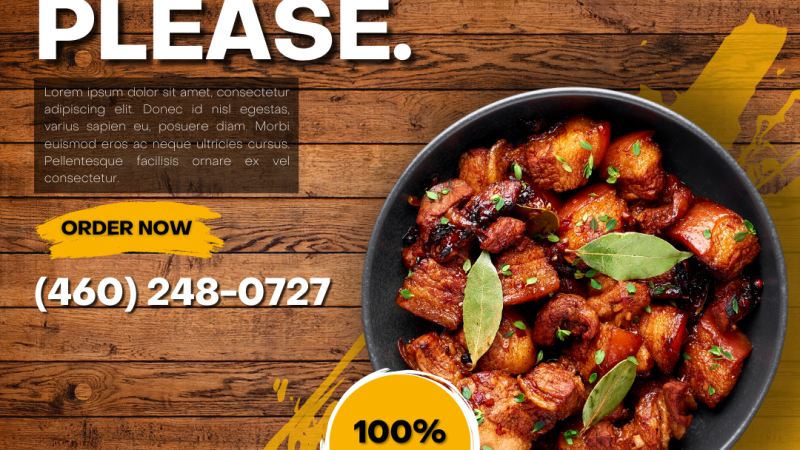 PLEASE.
Lorem ipsum dolor sit amet, consectetur
adipiscing elit. Donec id nisl egestas,
varius sapien eu, posuere diam. Morbi
euismod eros ac neque ultricies cursus.
Pellentesque facilisis ornare ex vel
consectetur.
ORDER NOW
(460) 248-0727
100%